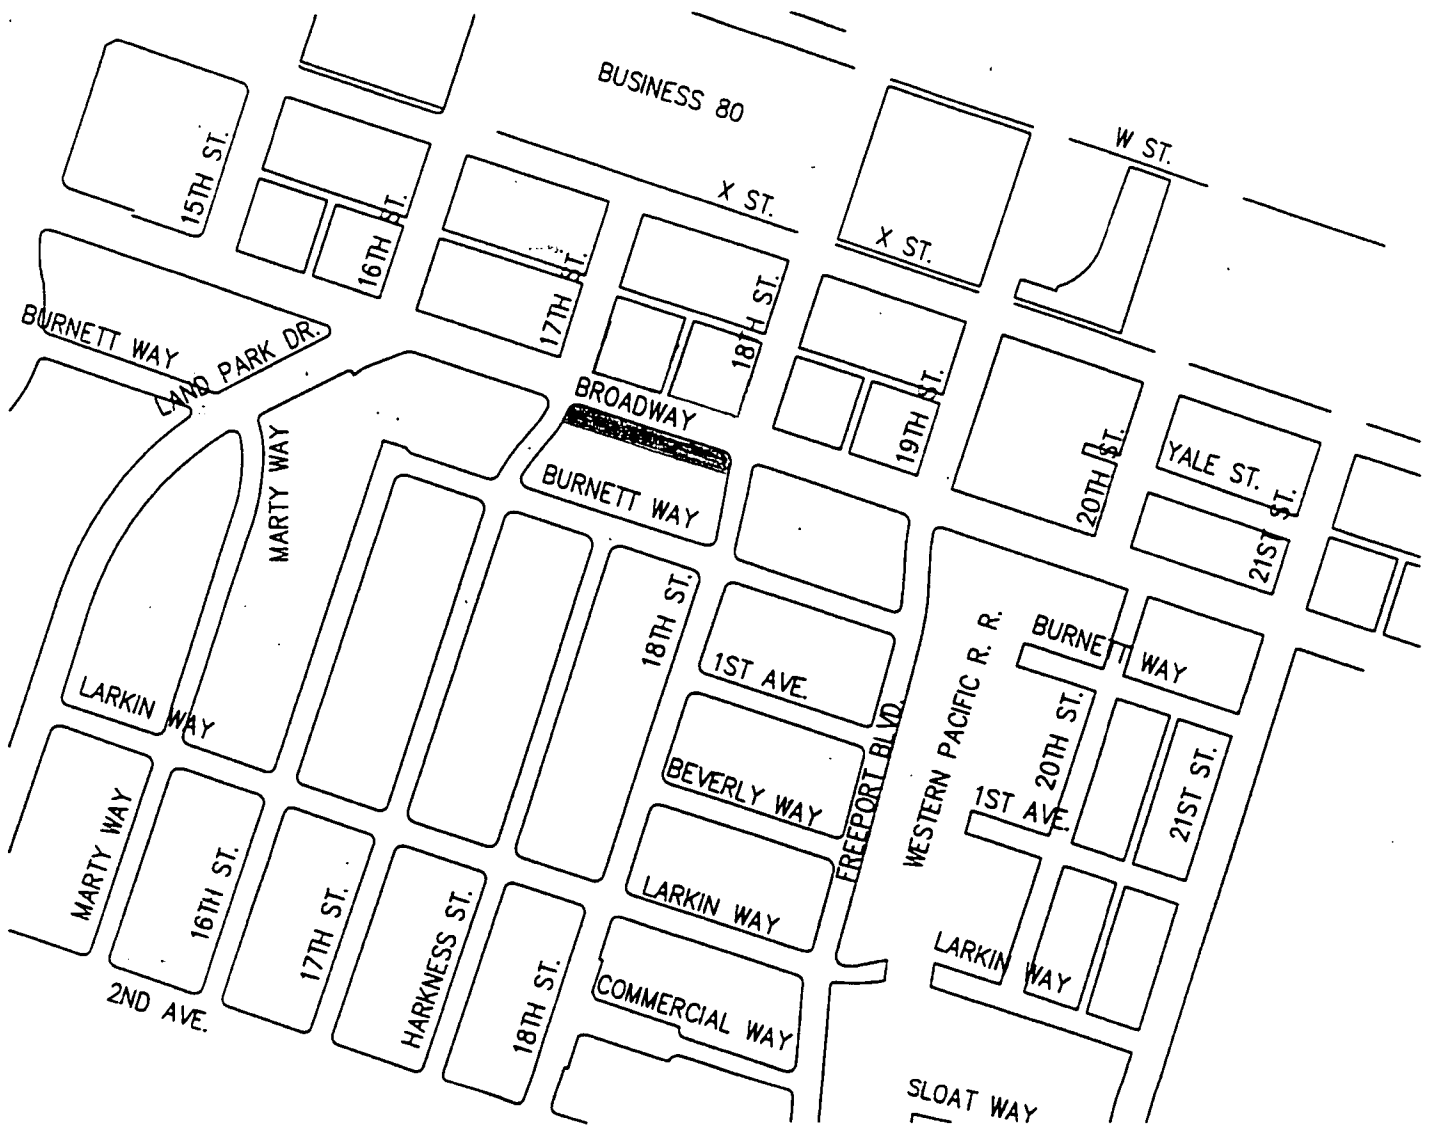 BUSINESS 80
W ST.
15TH ST.
X ST.
16TH ST.
X ST.
17TH ST.
18TH ST.
BURNETT WAY
LAND PARK DR.
BROADWAY
19TH ST.
MARTY WAY
20TH ST.
YALE ST.
BURNETT WAY
21ST ST.
18TH ST.
1ST AVE.
WESTERN PACIFIC R. R.
BURNETT WAY
LARKIN WAY
FREEPORT BLVD.
20TH ST.
BEVERLY WAY
1ST AVE.
21ST ST.
MARTY WAY
16TH ST.
17TH ST.
HARKNESS ST.
LARKIN WAY
18TH ST.
LARKIN WAY
2ND AVE.
COMMERCIAL WAY
SLOAT WAY